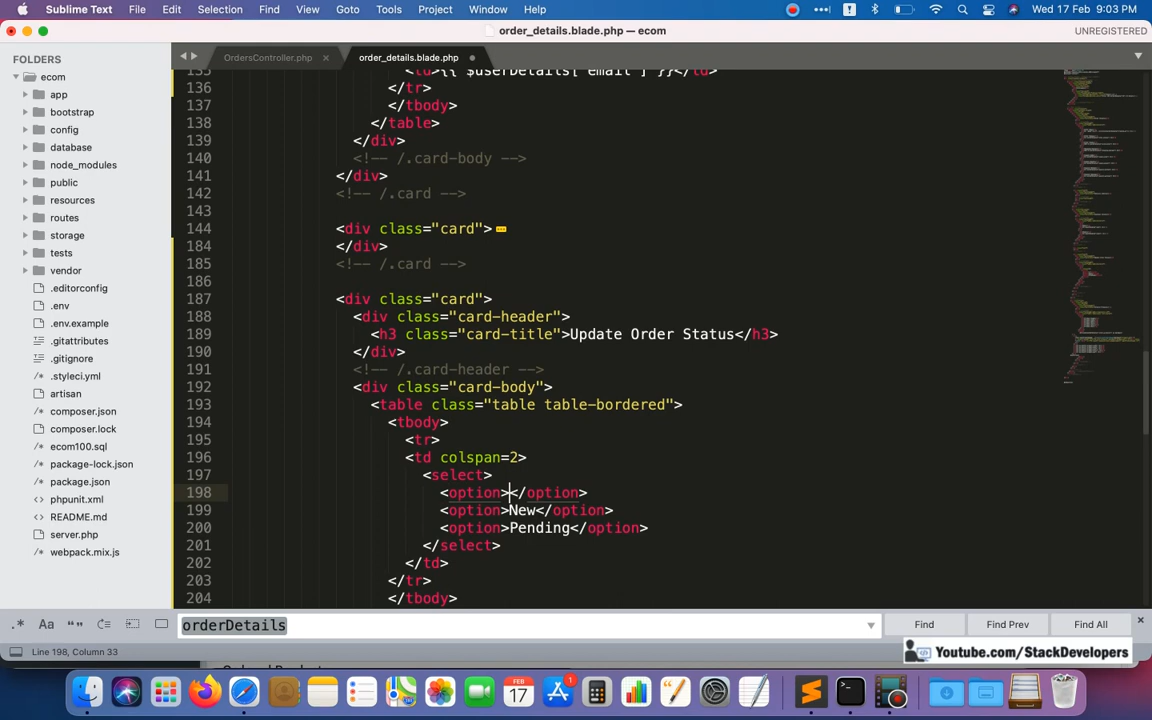 Sublime Text File Edit Selection Find View Goto Tools Project Window Help Wed 17 Feb 9:03 PM
order_details.blade.php — ecom UNREGISTERED
FOLDERS
OrdersController.php
order_details.blade.php
ecom
app
bootstrap
config
database
node_modules
public
resources
routes
storage
tests
vendor
.editorconfig
.env
.env.example
.gitattributes
.gitignore
.styleci.yml
artisan
composer.json
composer.lock
ecom100.sql
package-lock.json
package.json
phpunit.xml
README.md
server.php
webpack.mix.js
135 <td>{{ $userDetails['email'] }}</td>
136 </tr>
137 </tbody>
138 </table>
139 </div>
140 <!-- /.card-body -->
141 </div>
142 <!-- /.card -->
143
144 <div class="card">
184 </div>
185 <!-- /.card -->
186
187 <div class="card">
188 <div class="card-header">
189 <h3 class="card-title">Update Order Status</h3>
190 </div>
191 <!-- /.card-header -->
192 <div class="card-body">
193 <table class="table table-bordered">
194 <tbody>
195 <tr>
196 <td colspan=2>
197 <select>
198 <option></option>
199 <option>New</option>
200 <option>Pending</option>
201 </select>
202 </td>
203 </tr>
204 </tbody>
.* Aa orderDetails Find Find Prev Find All
Line 198, Column 33
Youtube.com/StackDevelopers
FEB
17
1